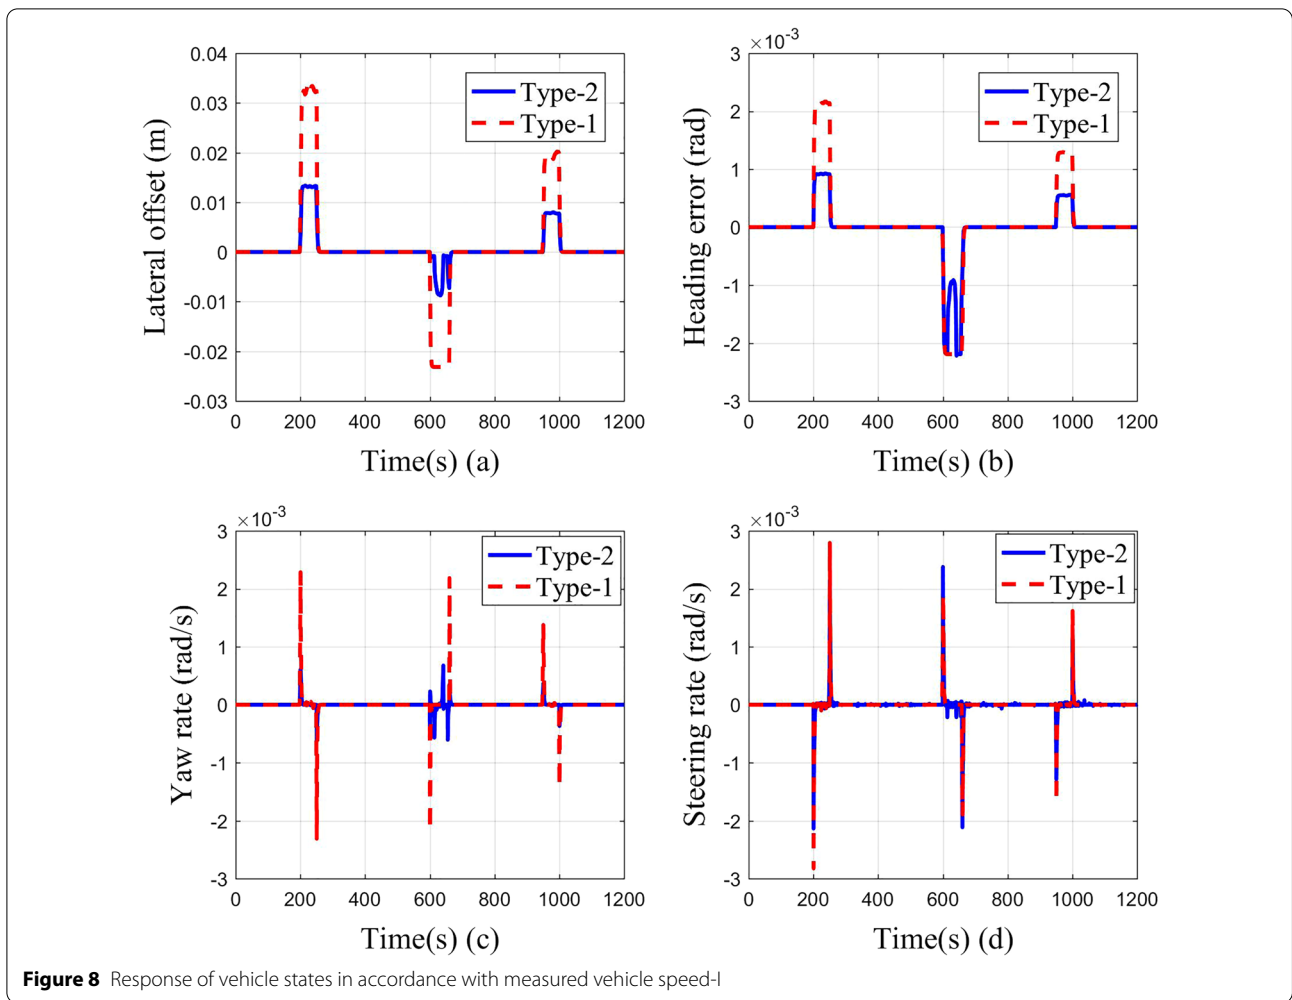 0.04
0.03
0.02
0.01
0
-0.01
-0.02
-0.03
Lateral offset (m)
Type-2
Type-1
0 200 400 600 800 1000 1200
Time(s) (a)
×10-3
3
2
1
0
-1
-2
-3
Heading error (rad)
Type-2
Type-1
0 200 400 600 800 1000 1200
Time(s) (b)
×10-3
3
2
1
0
-1
-2
-3
Yaw rate (rad/s)
Type-2
Type-1
0 200 400 600 800 1000 1200
Time(s) (c)
×10-3
3
2
1
0
-1
-2
-3
Steering rate (rad/s)
Type-2
Type-1
0 200 400 600 800 1000 1200
Time(s) (d)
Figure 8 Response of vehicle states in accordance with measured vehicle speed-I